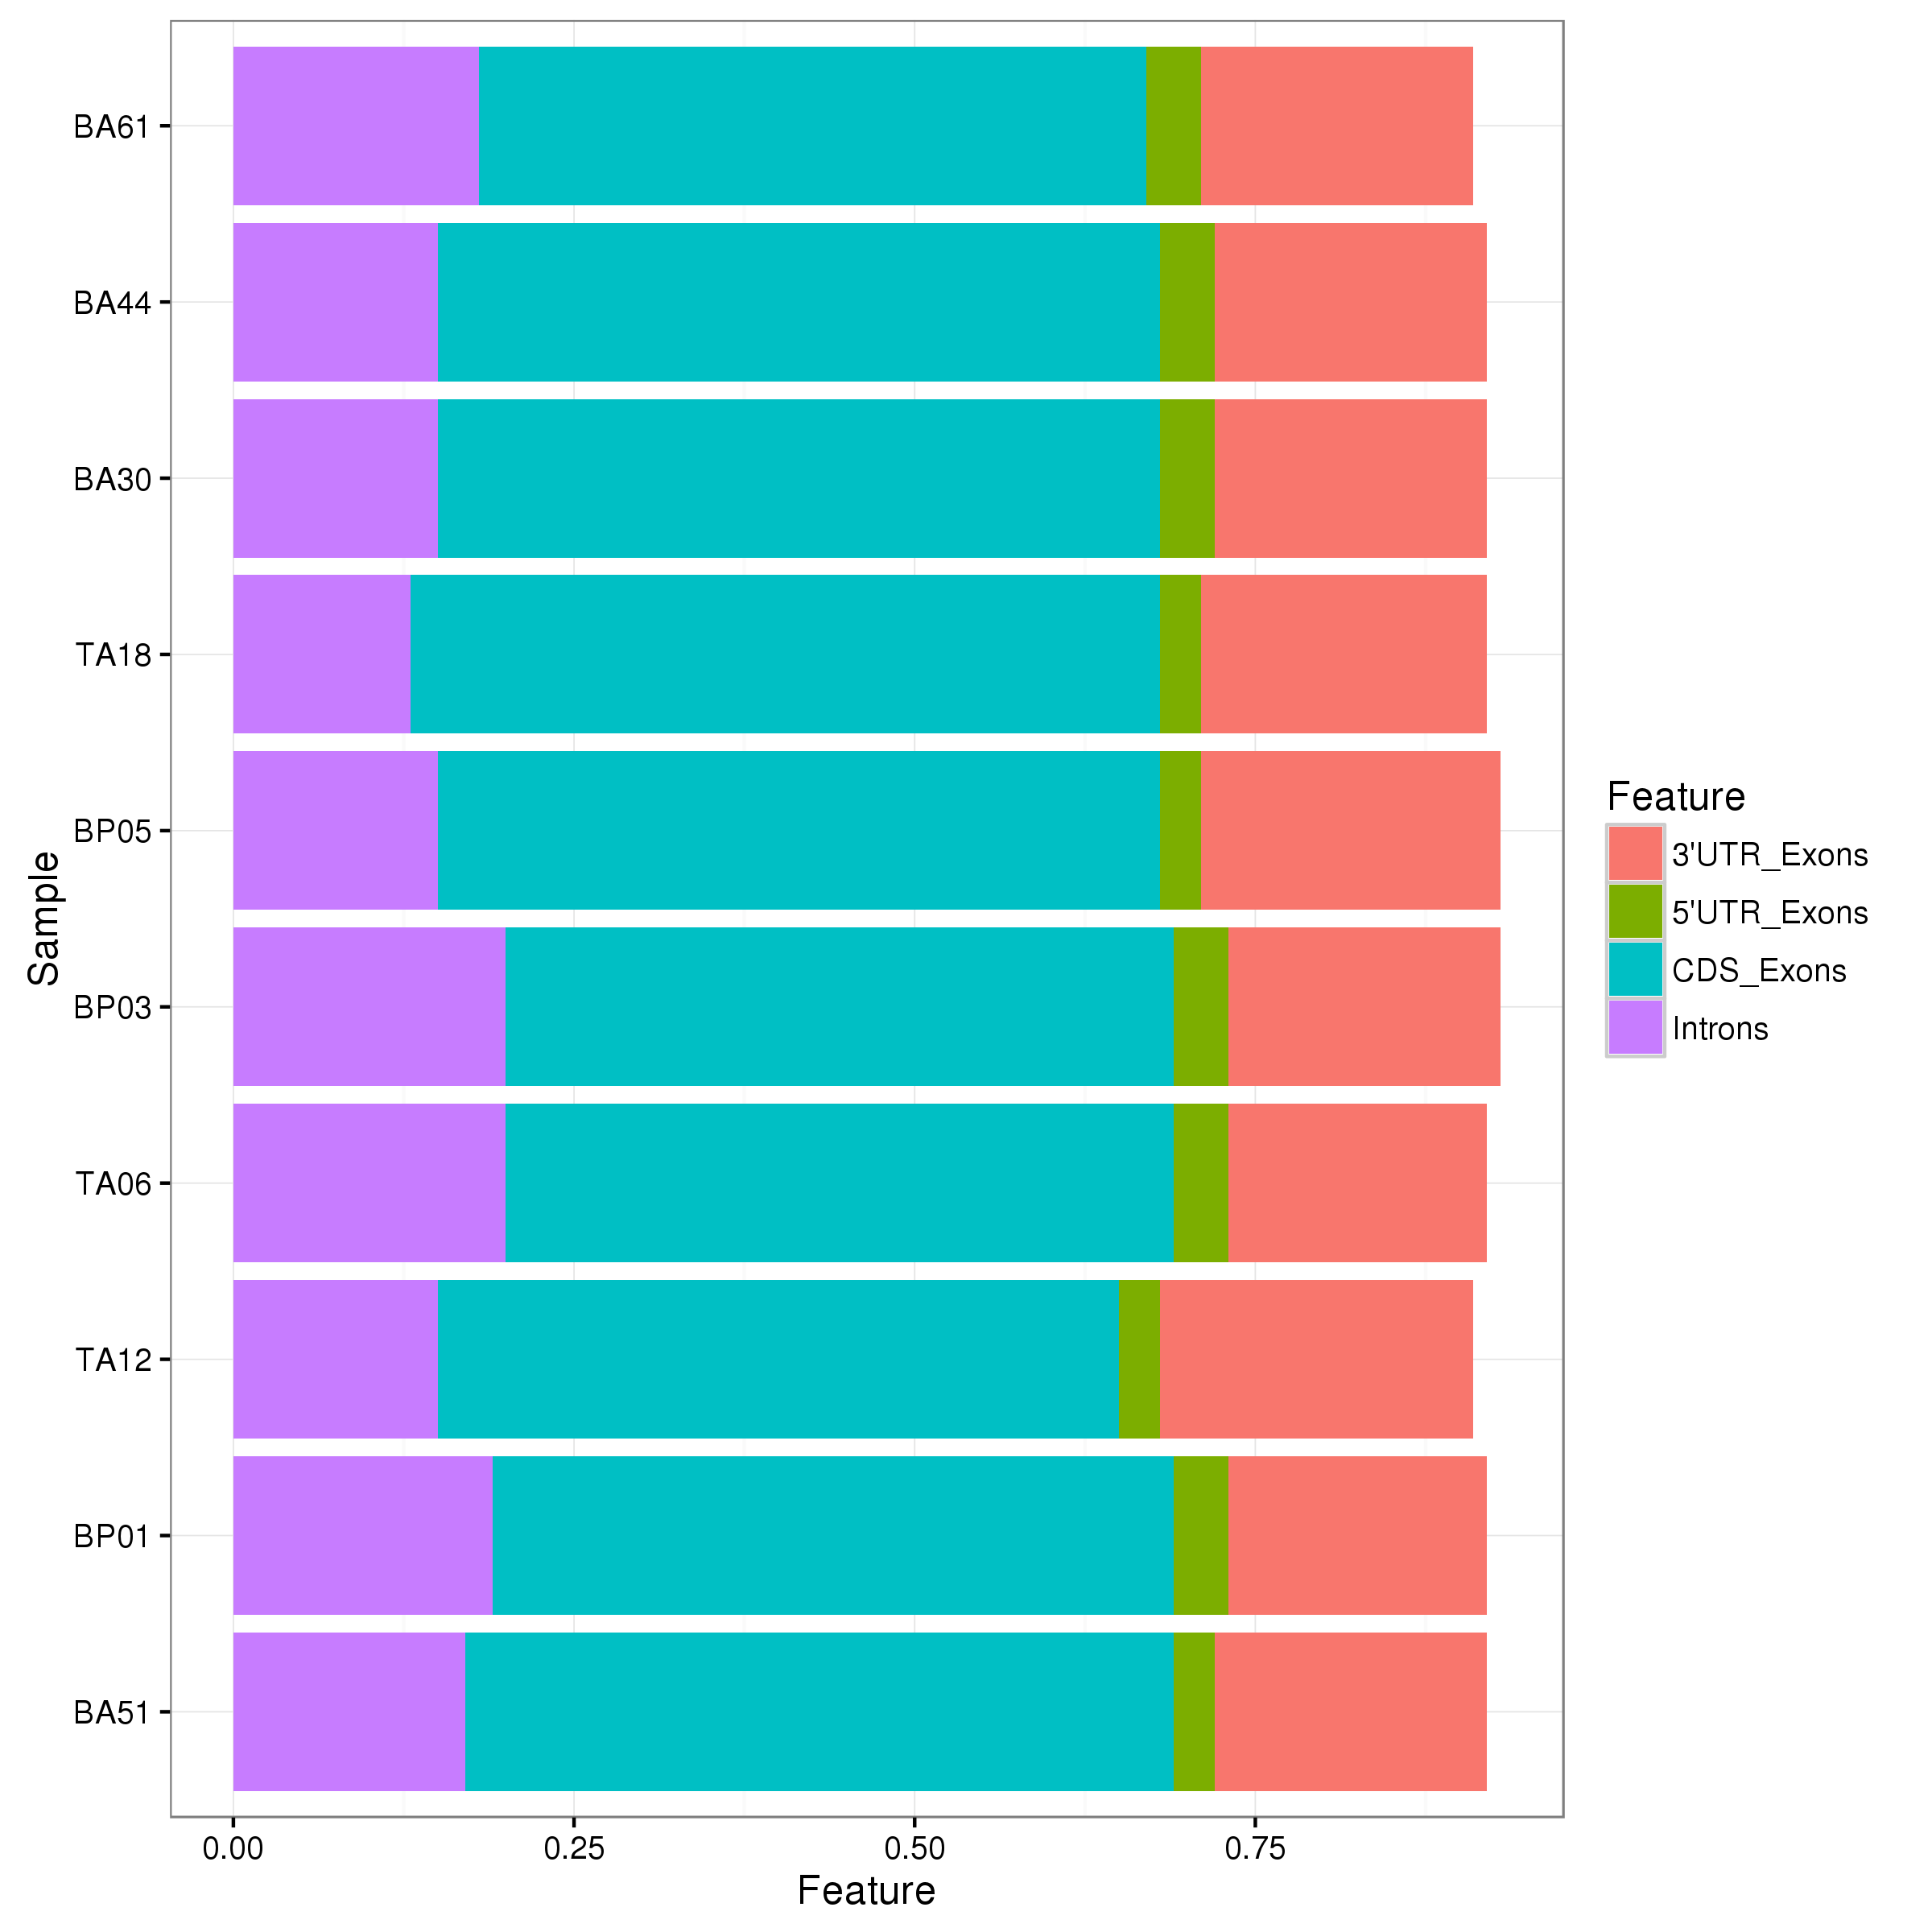 BA61
BA44
BA30
TA18
BP05
BP03
TA06
TA12
BP01
BA51
Sample
0.00 0.25 0.50 0.75
Feature
Feature
3'UTR_Exons
5'UTR_Exons
CDS_Exons
Introns